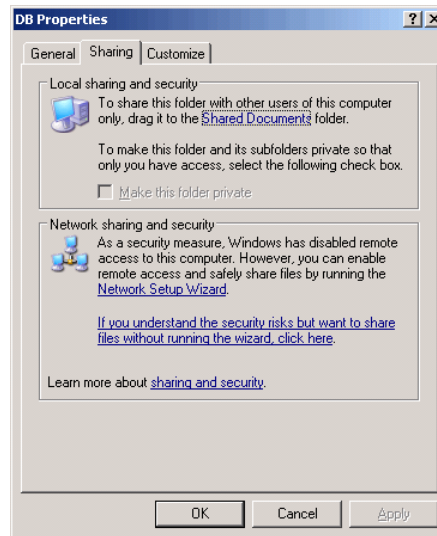 DB Properties
General Sharing Customize
Local sharing and security
To share this folder with other users of this computer
only, drag it to the Shared Documents folder.
To make this folder and its subfolders private so that
only you have access, select the following check box.
Make this folder private
Network sharing and security
As a security measure, Windows has disabled remote
access to this computer. However, you can enable
remote access and safely share files by running the
Network Setup Wizard.
If you understand the security risks but want to share
files without running the wizard, click here.
Learn more about sharing and security.
OK Cancel Apply